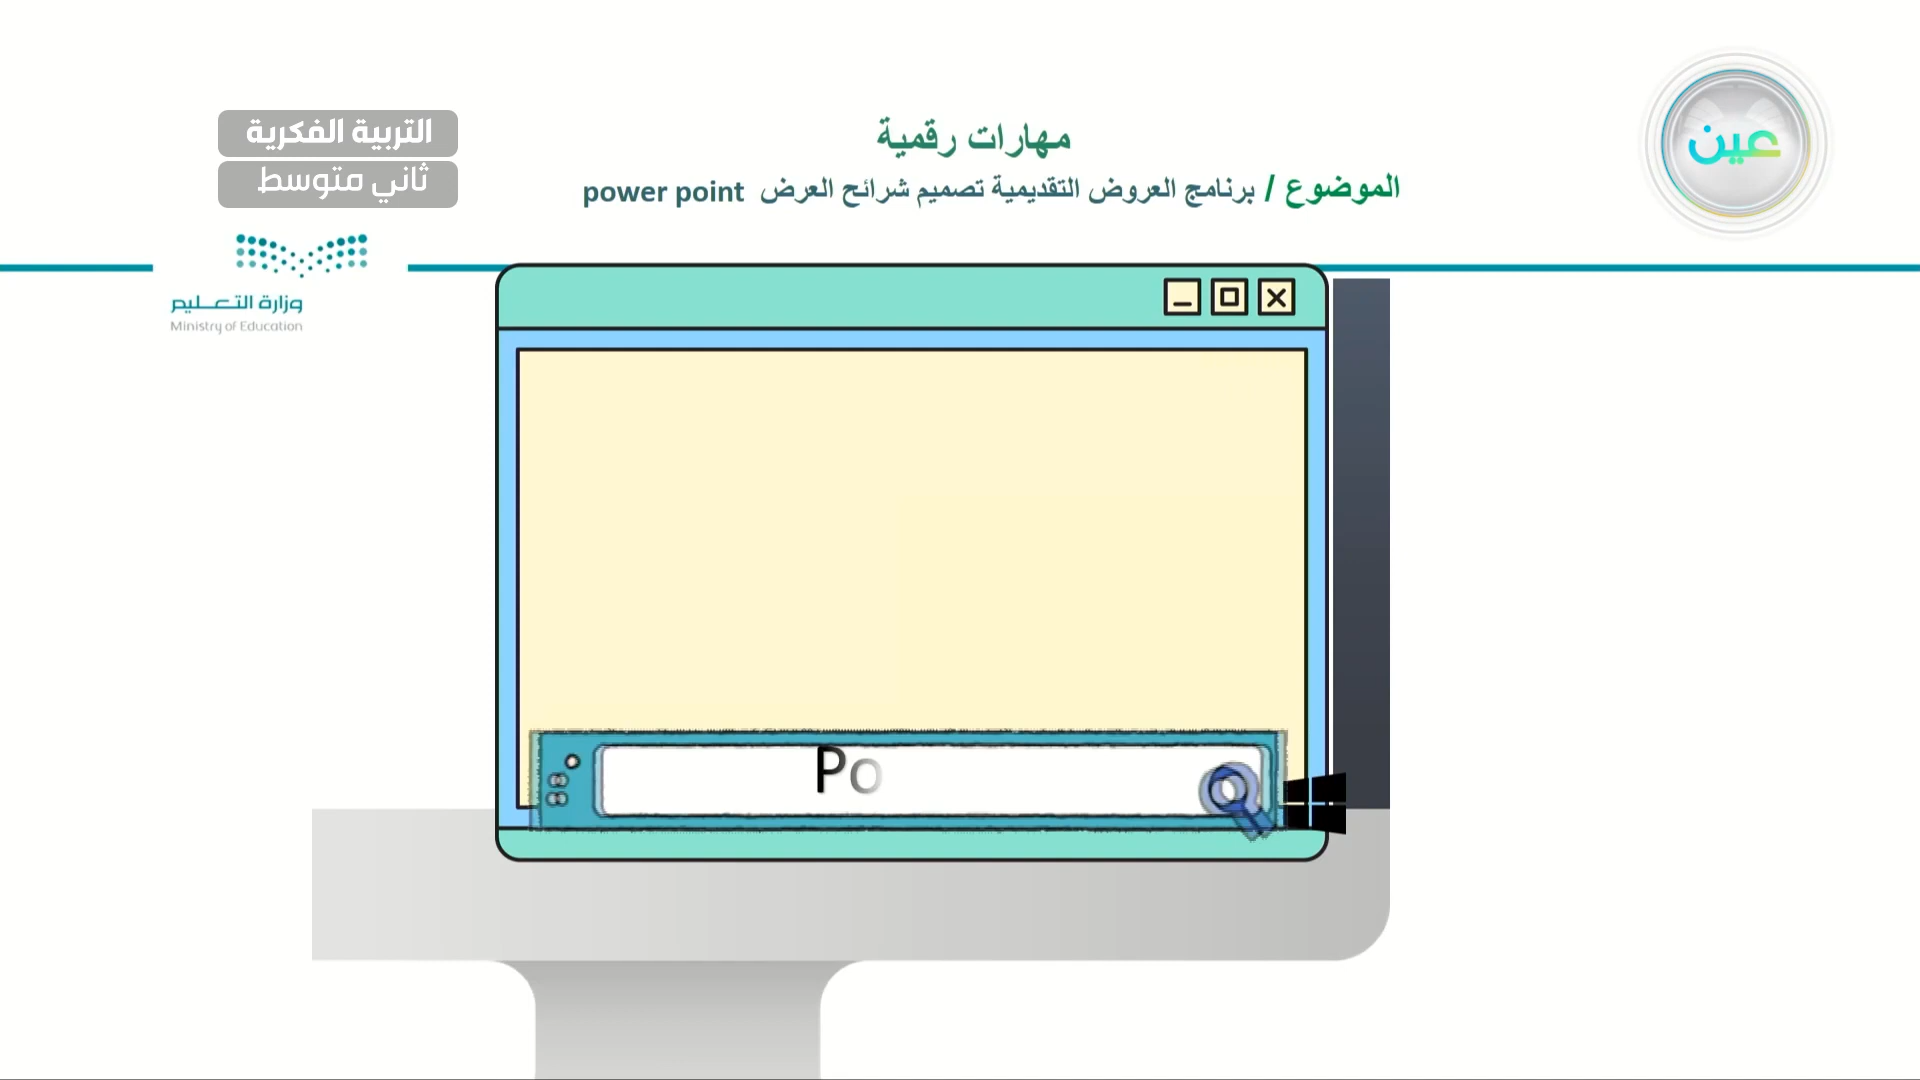 مهارات رقمية
الموضوع / برنامج العروض التقديمية تصميم شرائح العرض power point
عين
التربية الفكرية
ثاني متوسط
وزارة التعليم
Ministry of Education
Po